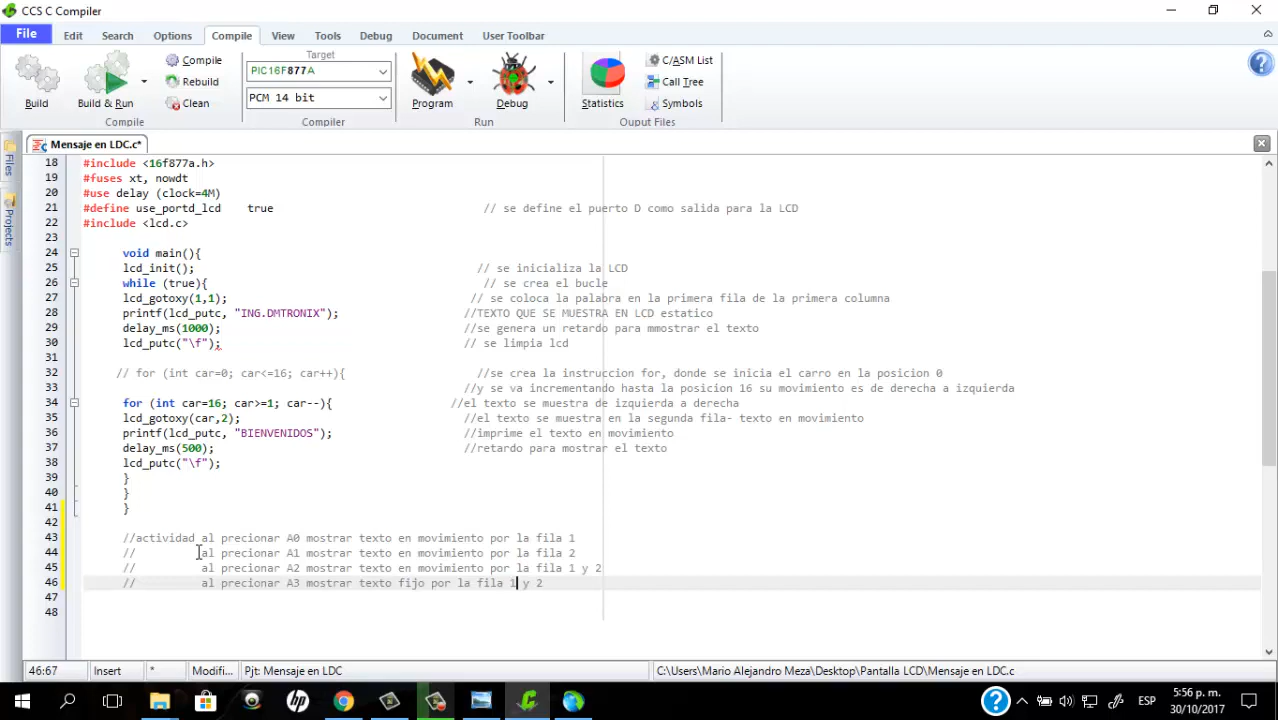 CCS C Compiler
File Edit Search Options Compile View Tools Debug Document User Toolbar
Target
Compile
Rebuild
Clean
PIC16F877A
PCM 14 bit
C/ASM List
Call Tree
Symbols
Build Build & Run Program Debug Statistics
Compile Compiler Run Ouput Files
Mensaje en LDC.c*
Files
Projects
18 #include <16f877a.h>
19 #fuses xt, nowdt
20 #use delay (clock=4M)
21 #define use_portd_lcd true // se define el puerto D como salida para la LCD
22 #include <lcd.c>
23
24 void main(){
25 lcd_init(); // se inicializa la LCD
26 while (true){ // se crea el bucle
27 lcd_gotoxy(1,1); // se coloca la palabra en la primera fila de la primera columna
28 printf(lcd_putc, "ING.DMTRONIX"); //TEXTO QUE SE MUESTRA EN LCD estatico
29 delay_ms(1000); //se genera un retardo para mmostrar el texto
30 lcd_putc("\f"); // se limpia lcd
31
32 // for (int car=0; car<=16; car++){ //se crea la instruccion for, donde se inicia el carro en la posicion 0
33 //y se va incrementando hasta la posicion 16 su movimiento es de derecha a izquierda
34 for (int car=16; car>=1; car--){ //el texto se muestra de izquierda a derecha
35 lcd_gotoxy(car,2); //el texto se muestra en la segunda fila- texto en movimiento
36 printf(lcd_putc, "BIENVENIDOS"); //imprime el texto en movimiento
37 delay_ms(500); //retardo para mostrar el texto
38 lcd_putc("\f");
39 }
40 }
41 }
42
43 //actividad al precionar A0 mostrar texto en movimiento por la fila 1
44 // al precionar A1 mostrar texto en movimiento por la fila 2
45 // al precionar A2 mostrar texto en movimiento por la fila 1 y 2
46 // al precionar A3 mostrar texto fijo por la fila 1 y 2
47
48
46:67 Insert * Modifi... Pjt: Mensaje en LDC C:\Users\Mario Alejandro Meza\Desktop\Pantalla LCD\Mensaje en LDC.c
ESP
5:56 p. m.
30/10/2017